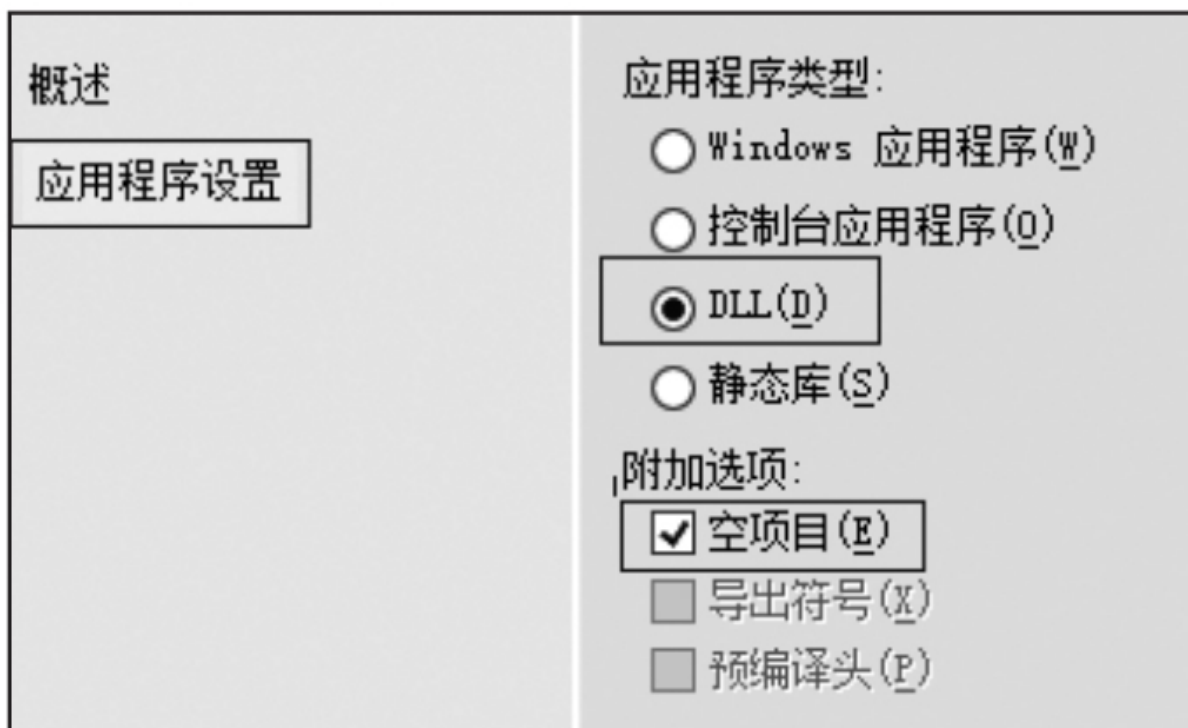 概述
应用程序设置
应用程序类型:
Windows 应用程序(W)
控制台应用程序(O)
DLL(D)
静态库(S)
附加选项:
空项目(E)
导出符号(X)
预编译头(P)